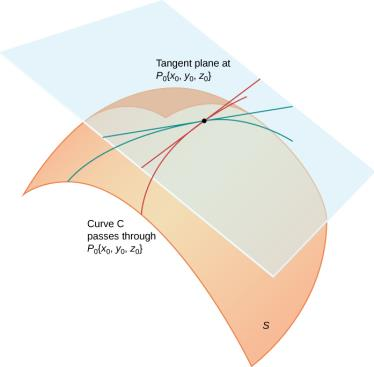 Tangent plane at
P₀{x₀, y₀, z₀}
Curve C
passes through
P₀{x₀, y₀, z₀}
S